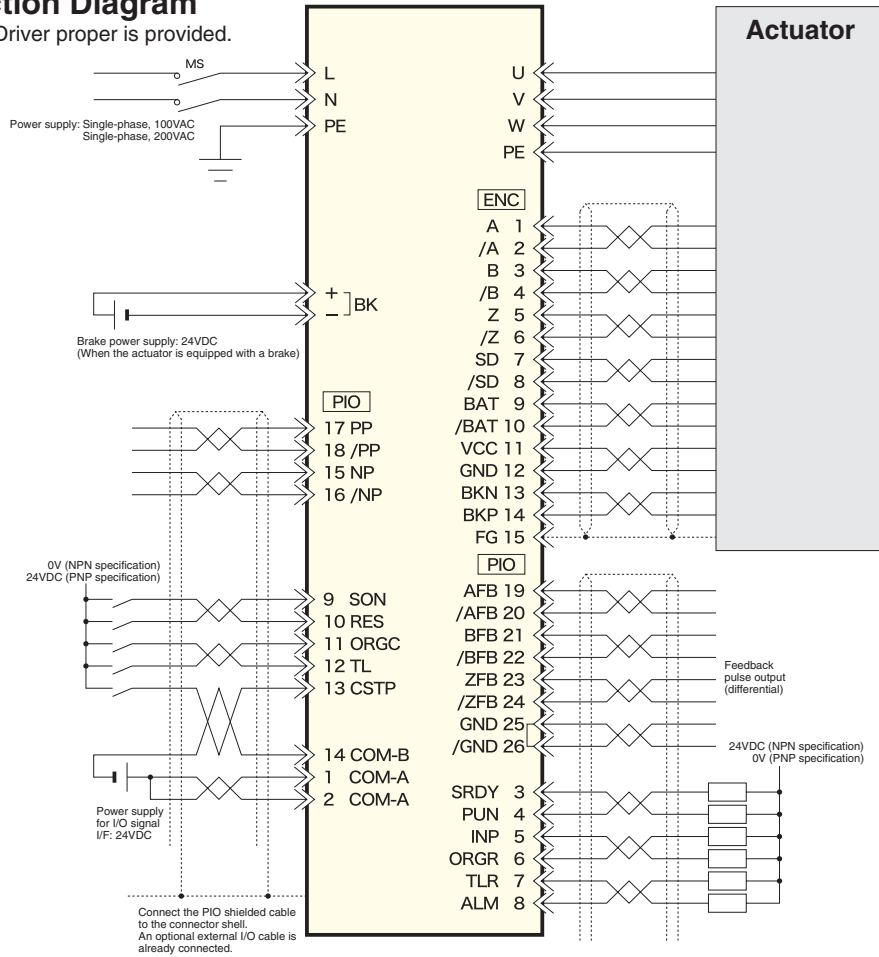 ction Diagram
Driver proper is provided.
Actuator
MS
L
N
PE
Power supply: Single-phase, 100VAC
Single-phase, 200VAC
U
V
W
PE
ENC
A 1
/A 2
B 3
/B 4
Z 5
/Z 6
SD 7
/SD 8
BAT 9
/BAT 10
VCC 11
GND 12
BKN 13
BKP 14
FG 15
+
−
BK
Brake power supply: 24VDC
(When the actuator is equipped with a brake)
PIO
17 PP
18 /PP
15 NP
16 /NP
0V (NPN specification)
24VDC (PNP specification)
9 SON
10 RES
11 ORGC
12 TL
13 CSTP
14 COM-B
1 COM-A
2 COM-A
Power supply
for I/O signal
I/F: 24VDC
Connect the PIO shielded cable
to the connector shell.
An optional external I/O cable is
already connected.
PIO
AFB 19
/AFB 20
BFB 21
/BFB 22
ZFB 23
/ZFB 24
GND 25
/GND 26
Feedback
pulse output
(differential)
24VDC (NPN specification)
0V (PNP specification)
SRDY 3
PUN 4
INP 5
ORGR 6
TLR 7
ALM 8